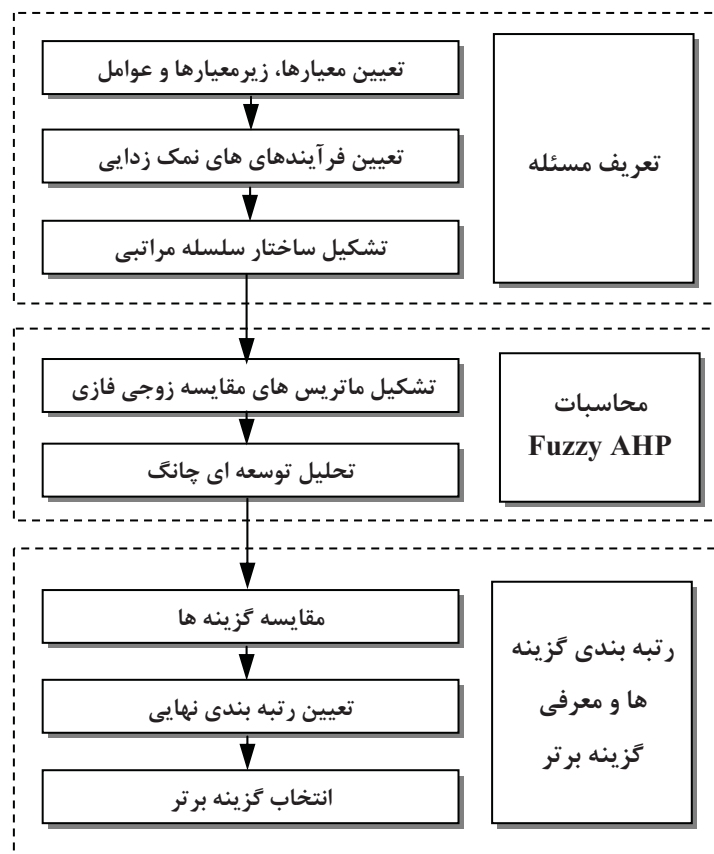 تعریف مسئله
تعیین معیارها، زیرمعیارها و عوامل
تعیین فرآیندهای های نمک زدایی
تشکیل ساختار سلسله مراتبی
محاسبات
Fuzzy AHP
تشکیل ماتریس های مقایسه زوجی فازی
تحلیل توسعه ای چانگ
رتبه بندی گزینه
ها و معرفی
گزینه برتر
مقایسه گزینه ها
تعیین رتبه بندی نهایی
انتخاب گزینه برتر